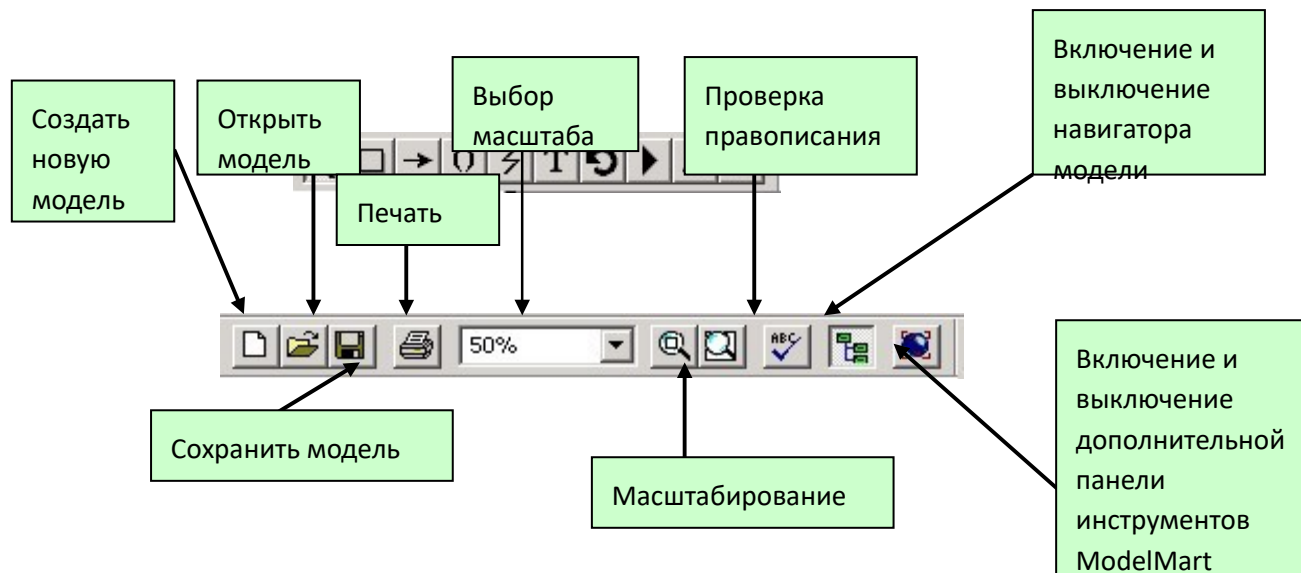 Создать
новую
модель
Открыть
модель
Печать
Выбор
масштаба
Проверка
правописания
Включение и
выключение
навигатора
модели
T
50%
ABC
Сохранить модель
Масштабирование
Включение и
выключение
дополнительной
панели
инструментов
ModelMart